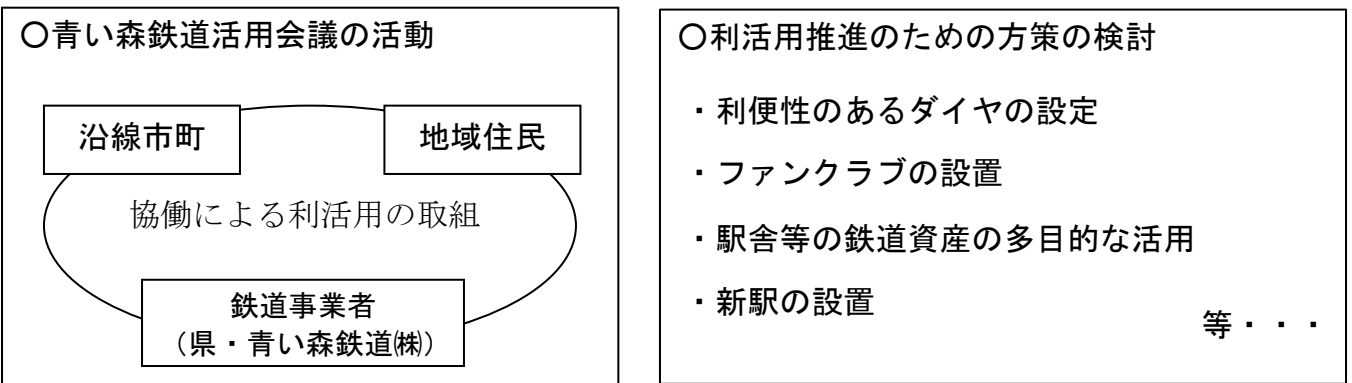 〇青い森鉄道活用会議の活動
沿線市町
地域住民
協働による利活用の取組
鉄道事業者
（県・青い森鉄道㈱）
〇利活用推進のための方策の検討
・利便性のあるダイヤの設定
・ファンクラブの設置
・駅舎等の鉄道資産の多目的な活用
・新駅の設置
等・・・